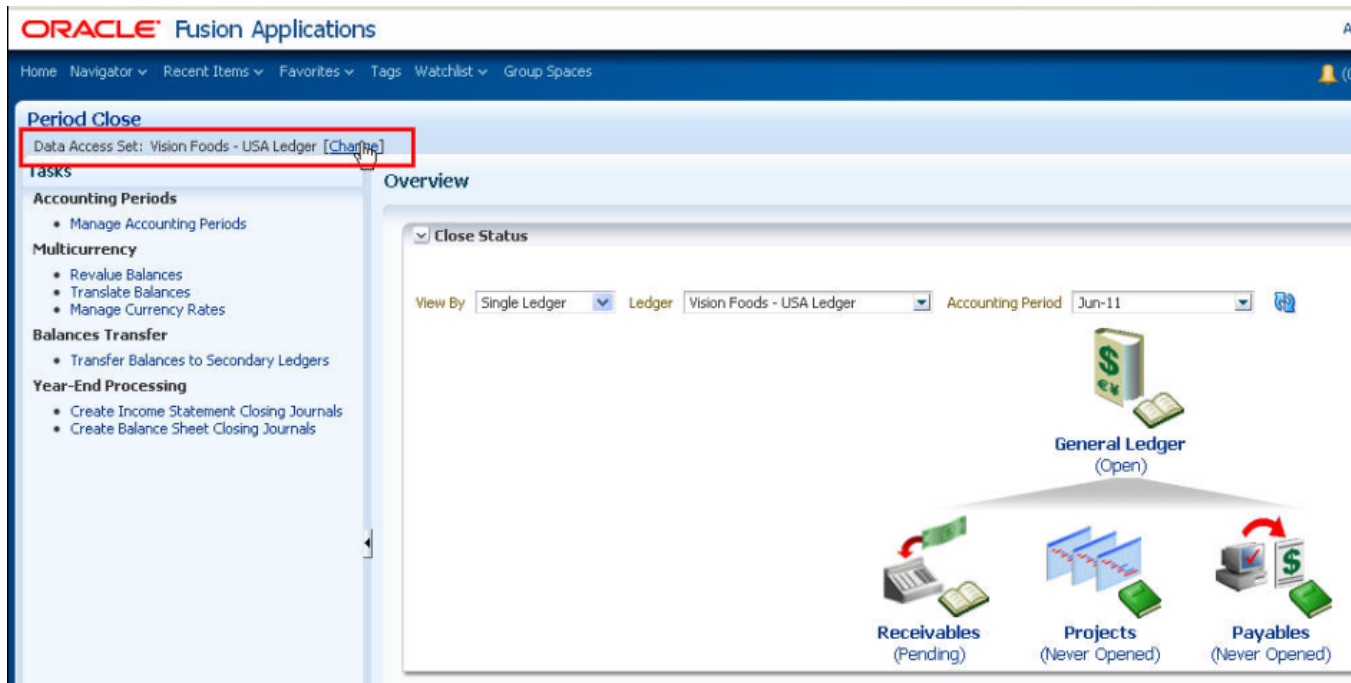 ORACLE Fusion Applications
Home Navigator Recent Items Favorites Tags Watchlist Group Spaces
Period Close
Data Access Set: Vision Foods - USA Ledger [Change]
Tasks
Accounting Periods
• Manage Accounting Periods
Multicurrency
• Revalue Balances
• Translate Balances
• Manage Currency Rates
Balances Transfer
• Transfer Balances to Secondary Ledgers
Year-End Processing
• Create Income Statement Closing Journals
• Create Balance Sheet Closing Journals
Overview
Close Status
View By Single Ledger Ledger Vision Foods - USA Ledger Accounting Period Jun-11
General Ledger
(Open)
Receivables Projects Payables
(Pending) (Never Opened) (Never Opened)